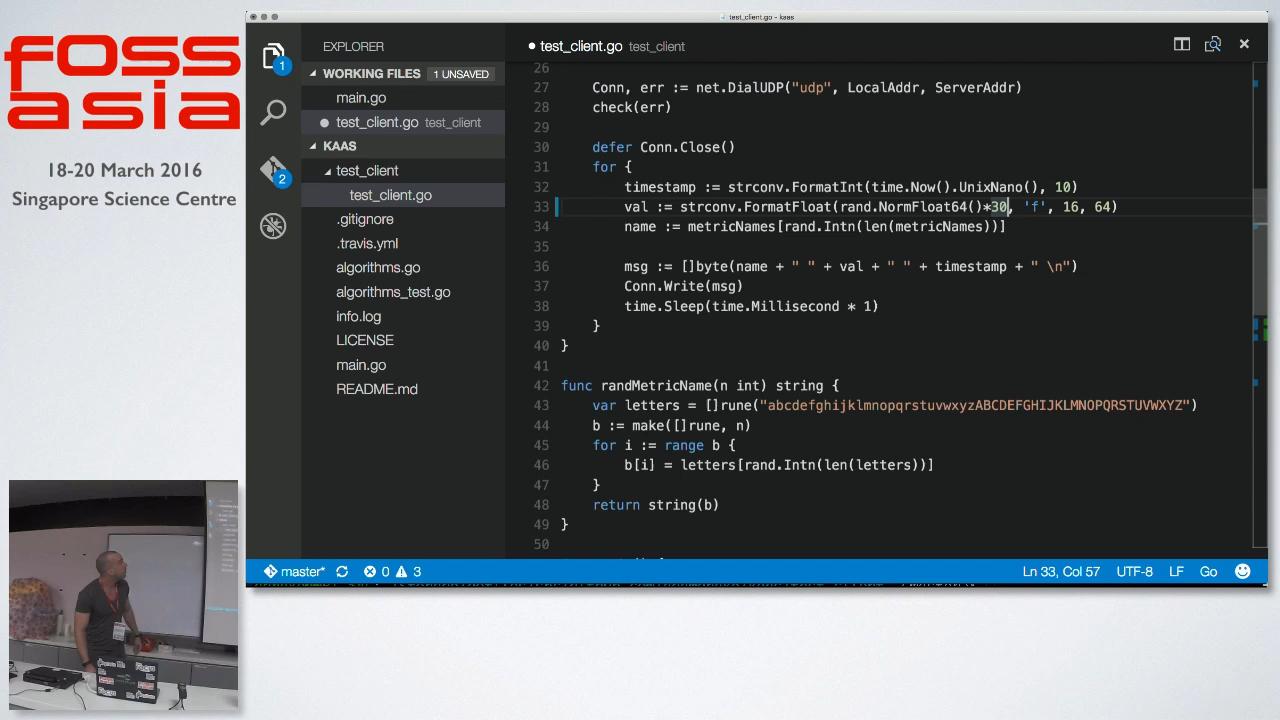 foss
asia
18-20 March 2016
Singapore Science Centre
test_client.go - kaas
EXPLORER
WORKING FILES 1 UNSAVED
main.go
test_client.go test_client
KAAS
test_client
test_client.go
.gitignore
.travis.yml
algorithms.go
algorithms_test.go
info.log
LICENSE
main.go
README.md
1
2
test_client.go test_client
26
27 Conn, err := net.DialUDP("udp", LocalAddr, ServerAddr)
28 check(err)
29
30 defer Conn.Close()
31 for {
32 timestamp := strconv.FormatInt(time.Now().UnixNano(), 10)
33 val := strconv.FormatFloat(rand.NormFloat64()*30, 'f', 16, 64)
34 name := metricNames[rand.Intn(len(metricNames))]
36 msg := []byte(name + " " + val + " " + timestamp + " \n")
37 Conn.Write(msg)
38 time.Sleep(time.Millisecond * 1)
39 }
40 }
41
42 func randMetricName(n int) string {
43 var letters = []rune("abcdefghijklmnopqrstuvwxyzABCDEFGHIJKLMNOPQRSTUVWXYZ")
44 b := make([]rune, n)
45 for i := range b {
46 b[i] = letters[rand.Intn(len(letters))]
47 }
48 return string(b)
49 }
50
master* 0 3 Ln 33, Col 57 UTF-8 LF Go